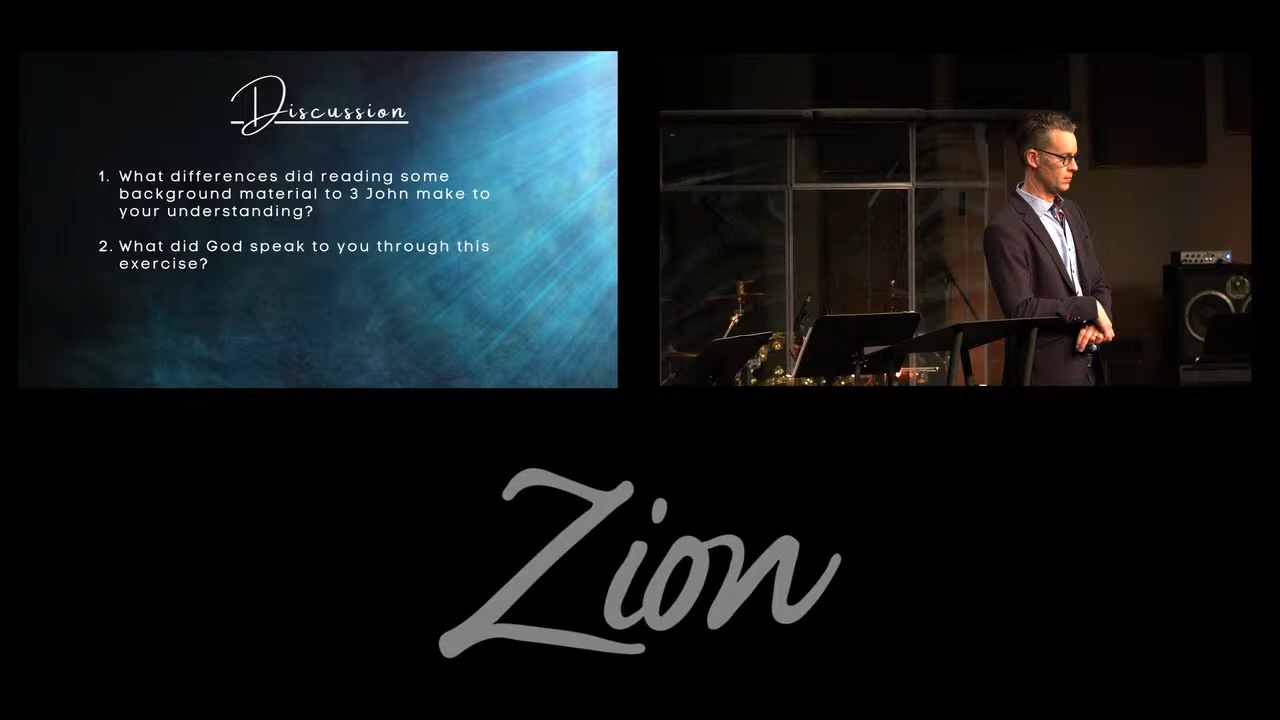 Discussion
1. What differences did reading some
background material to 3 John make to
your understanding?
2. What did God speak to you through this
exercise?
Zion